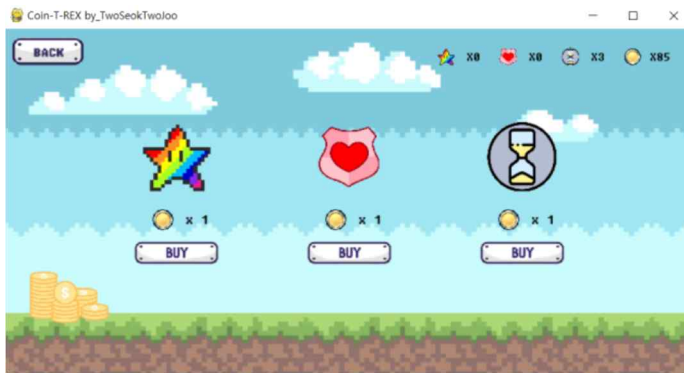 Coin-T-REX by_TwoSeokTwoJoo
BACK
X0 X0 X3 X85
x 1 x 1 x 1
BUY BUY BUY
$